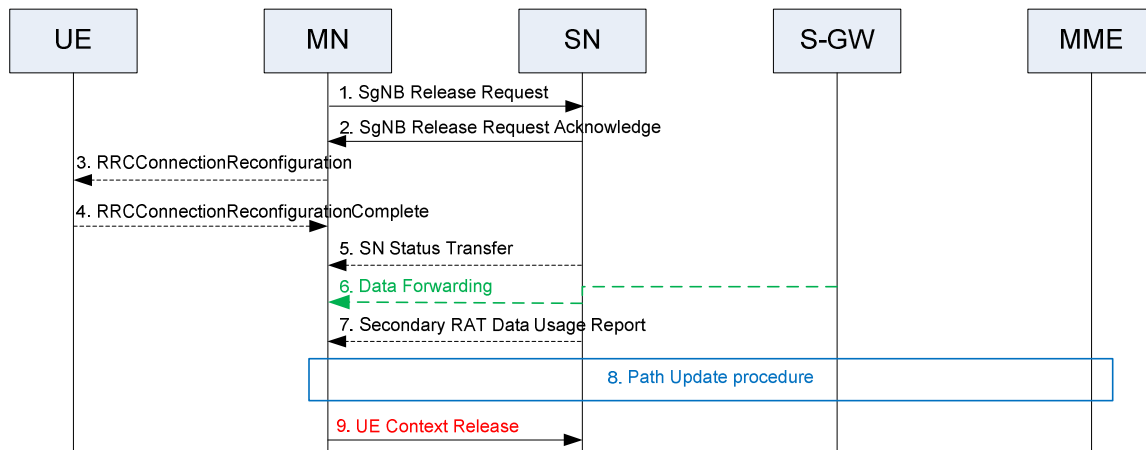 UE
MN
SN
S-GW
MME
1. SgNB Release Request
2. SgNB Release Request Acknowledge
3. RRCConnectionReconfiguration
4. RRCConnectionReconfigurationComplete
5. SN Status Transfer
6. Data Forwarding
7. Secondary RAT Data Usage Report
8. Path Update procedure
9. UE Context Release